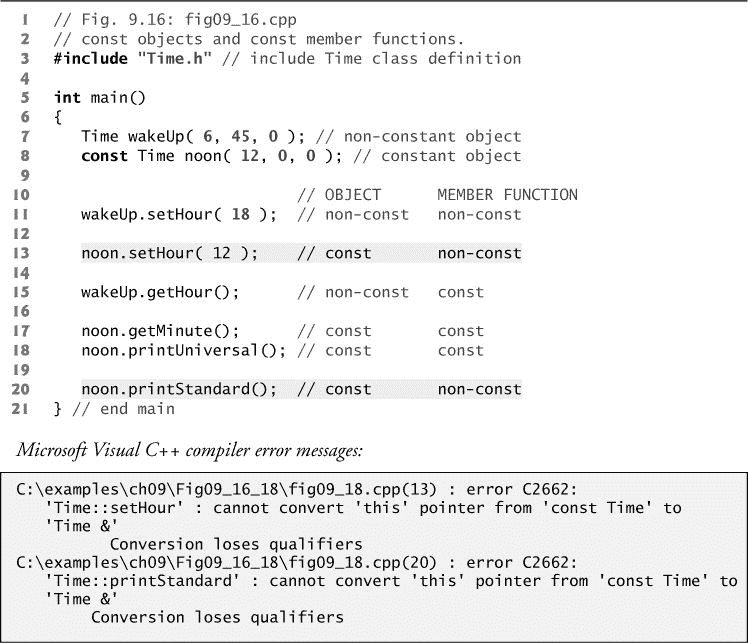 1 // Fig. 9.16: fig09_16.cpp
2 // const objects and const member functions.
3 #include "Time.h" // include Time class definition
4
5 int main()
6 {
7 Time wakeUp( 6, 45, 0 ); // non-constant object
8 const Time noon( 12, 0, 0 ); // constant object
9
10 // OBJECT MEMBER FUNCTION
11 wakeUp.setHour( 18 ); // non-const non-const
12
13 noon.setHour( 12 ); // const non-const
14
15 wakeUp.getHour(); // non-const const
16
17 noon.getMinute(); // const const
18 noon.printUniversal(); // const const
19
20 noon.printStandard(); // const non-const
21 } // end main
Microsoft Visual C++ compiler error messages:
C:\examples\ch09\Fig09_16_18\fig09_18.cpp(13) : error C2662:
'Time::setHour' : cannot convert 'this' pointer from 'const Time' to
'Time &'
Conversion loses qualifiers
C:\examples\ch09\Fig09_16_18\fig09_18.cpp(20) : error C2662:
'Time::printStandard' : cannot convert 'this' pointer from 'const Time' to
'Time &'
Conversion loses qualifiers